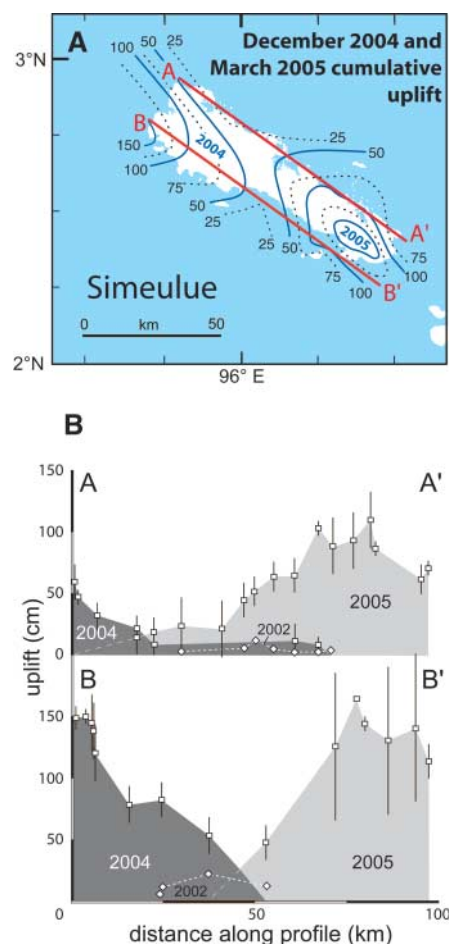 A
December 2004 and
March 2005 cumulative
uplift
3°N
2°N
96° E
100
50
25
A
B
150
100
2004
75
50
25
25
50
50
75
100
2005
A'
75
100
B'
Simeulue
0 km 50
B
A A'
150
100
50
0
2004
2002
2005
uplift (cm)
B B'
150
100
50
0
2004
2002
2005
0 50 100
distance along profile (km)